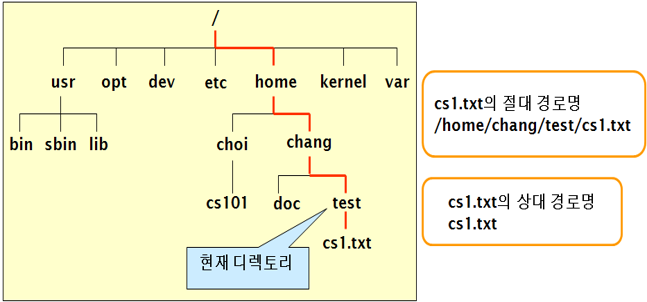 /
usr opt dev etc home kernel var
bin sbin lib choi chang
cs101 doc test
cs1.txt
현재 디렉토리
cs1.txt의 절대 경로명
/home/chang/test/cs1.txt
cs1.txt의 상대 경로명
cs1.txt